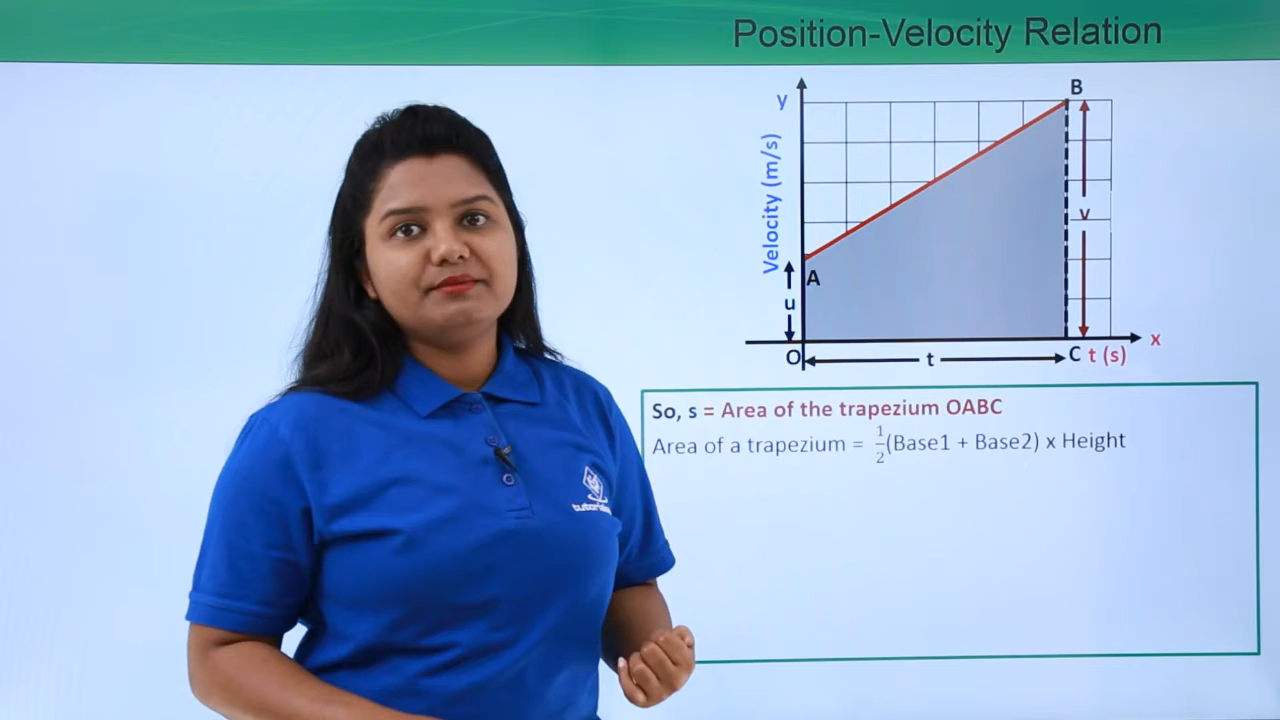 Position-Velocity Relation
B
y
Velocity (m/s)
v
A
u
x
O
t
C t (s)
So, s = Area of the trapezium OABC
Area of a trapezium = 1/2 (Base1 + Base2) x Height